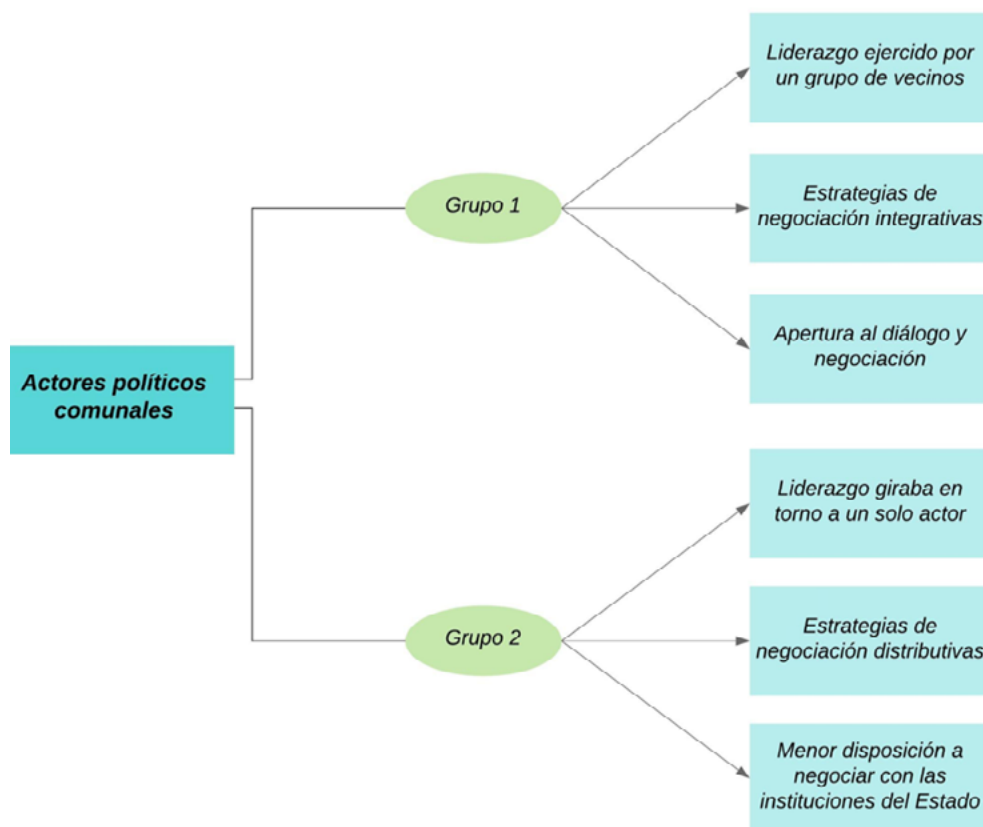 Actores políticos
comunales
Grupo 1
Liderazgo ejercido por
un grupo de vecinos
Estrategias de
negociación integrativas
Apertura al diálogo y
negociación
Grupo 2
Liderazgo giraba en
torno a un solo actor
Estrategias de
negociación distributivas
Menor disposición a
negociar con las
instituciones del Estado